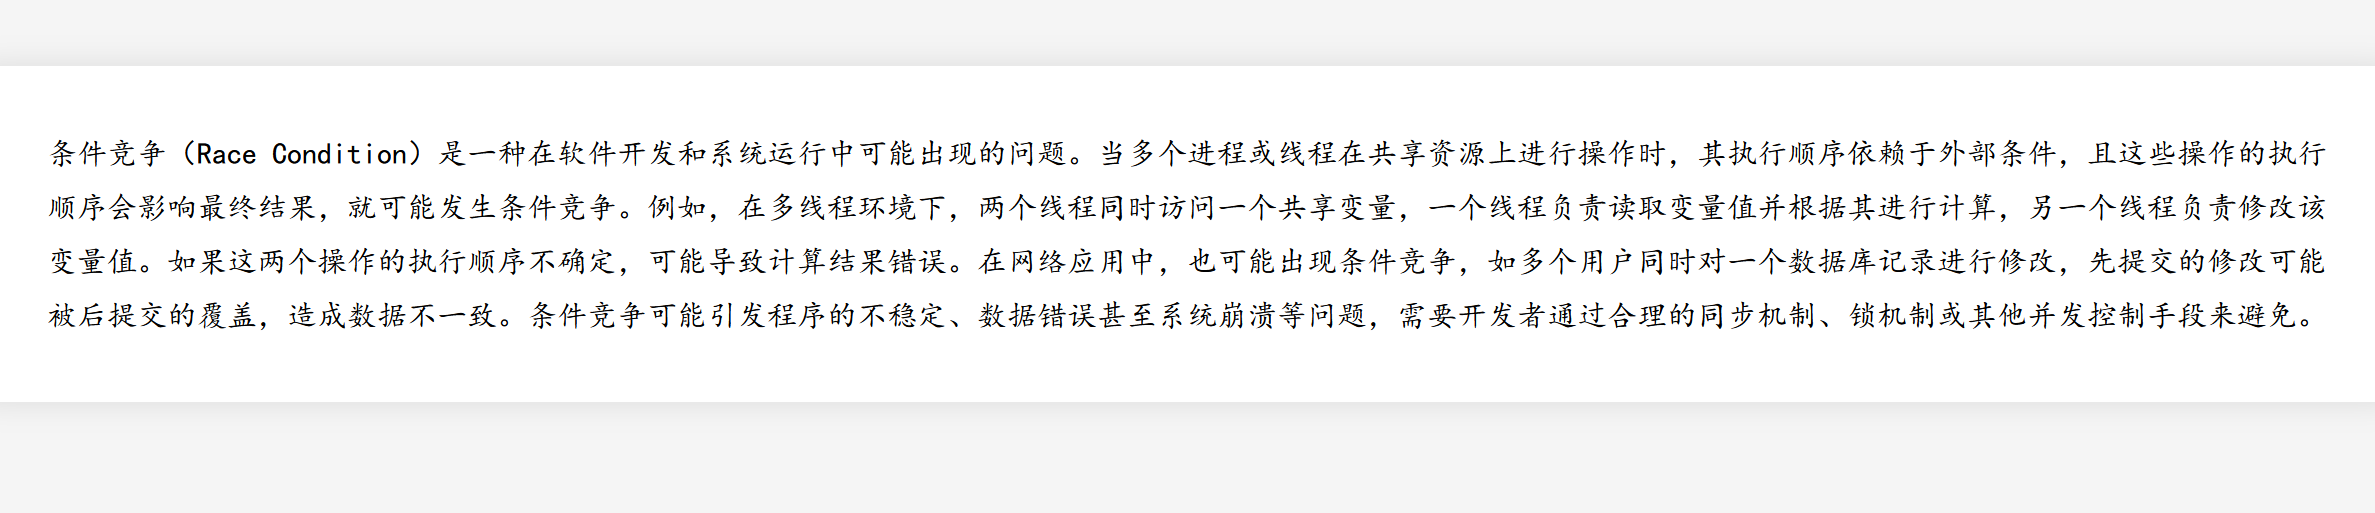 条件竞争（Race Condition）是一种在软件开发和系统运行中可能出现的问题。当多个进程或线程在共享资源上进行操作时，其执行顺序依赖于外部条件，且这些操作的执行
顺序会影响最终结果，就可能发生条件竞争。例如，在多线程环境下，两个线程同时访问一个共享变量，一个线程负责读取变量值并根据其进行计算，另一个线程负责修改该
变量值。如果这两个操作的执行顺序不确定，可能导致计算结果错误。在网络应用中，也可能出现条件竞争，如多个用户同时对一个数据库记录进行修改，先提交的修改可能
被后提交的覆盖，造成数据不一致。条件竞争可能引发程序的不稳定、数据错误甚至系统崩溃等问题，需要开发者通过合理的同步机制、锁机制或其他并发控制手段来避免。